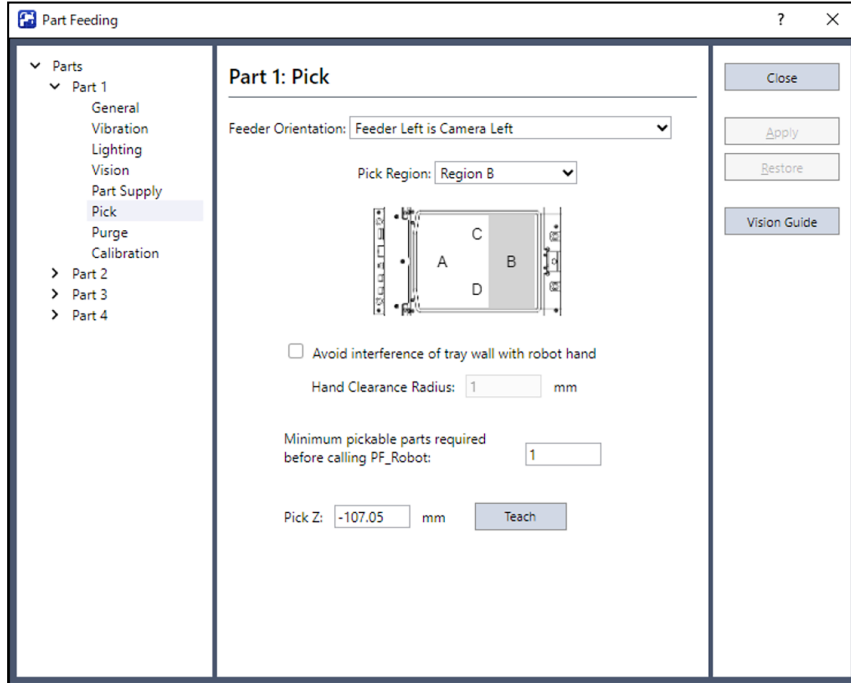 Part Feeding
?
Parts
Part 1
General
Vibration
Lighting
Vision
Part Supply
Pick
Purge
Calibration
Part 2
Part 3
Part 4
Part 1: Pick
Feeder Orientation: Feeder Left is Camera Left
Pick Region: Region B
C
A B
D
Avoid interference of tray wall with robot hand
Hand Clearance Radius: 1 mm
Minimum pickable parts required
before calling PF_Robot: 1
Pick Z: -107.05 mm Teach
Close
Apply
Restore
Vision Guide